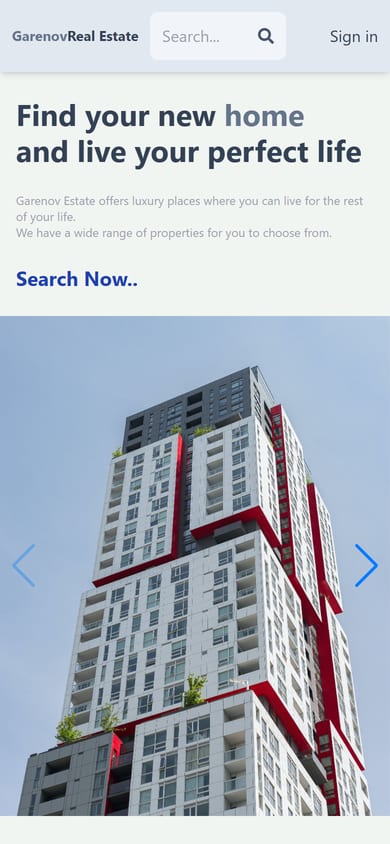 GarenovReal Estate
Search...
Sign in
Find your new home
and live your perfect life
Garenov Estate offers luxury places where you can live for the rest
of your life.
We have a wide range of properties for you to choose from.
Search Now..